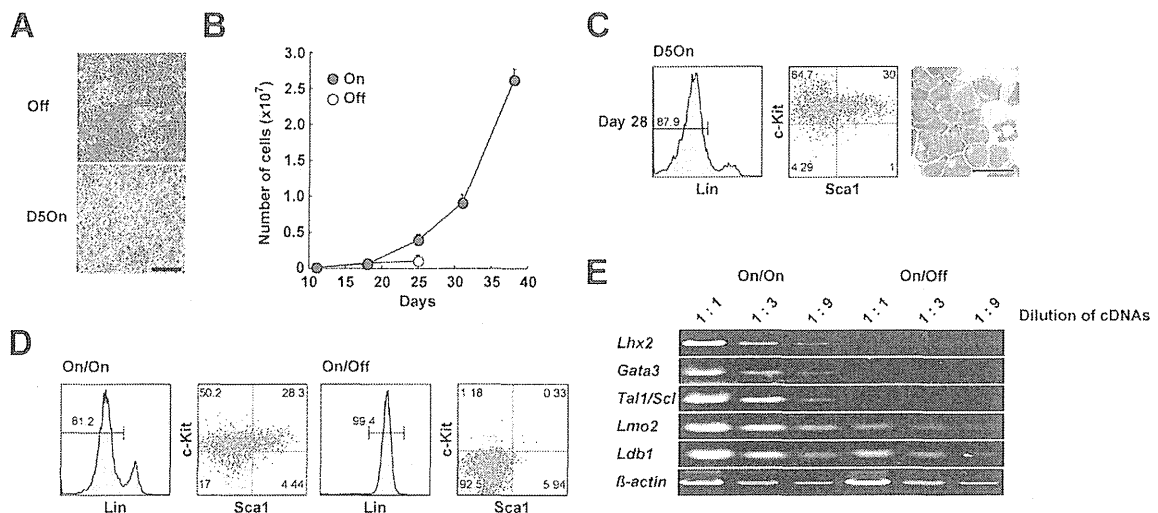 A
Off
D5On
B
Number of cells (x10⁷)
3.0
2.5
2.0
1.5
1.0
0.5
0
On
Off
10 15 20 25 30 35 40
Days
C
D5On
Day 28
87.9
Lin
c-Kit
64.7 30
4 29 1
Sca1
D
On/On
81.2
Lin
c-Kit
50.2 28.3
17 4 44
Sca1
On/Off
99.4
Lin
c-Kit
1 18 0 33
92 5 5 94
Sca1
E
On/On On/Off
1 : 1 1 : 3 1 : 9 1 : 1 1 : 3 1 : 9 Dilution of cDNAs
Lhx2
Gata3
Tal1/Scl
Lmo2
Ldb1
ß-actin